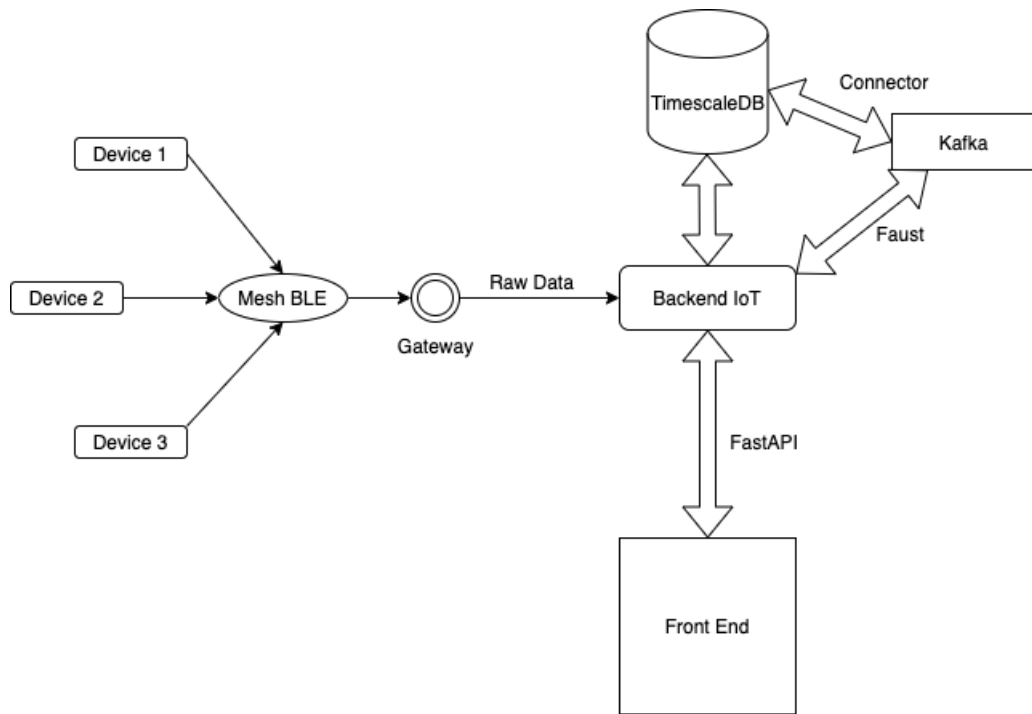 TimescaleDB
Connector
Kafka
Device 1
Faust
Device 2
Mesh BLE
Gateway
Raw Data
Backend IoT
Device 3
FastAPI
Front End